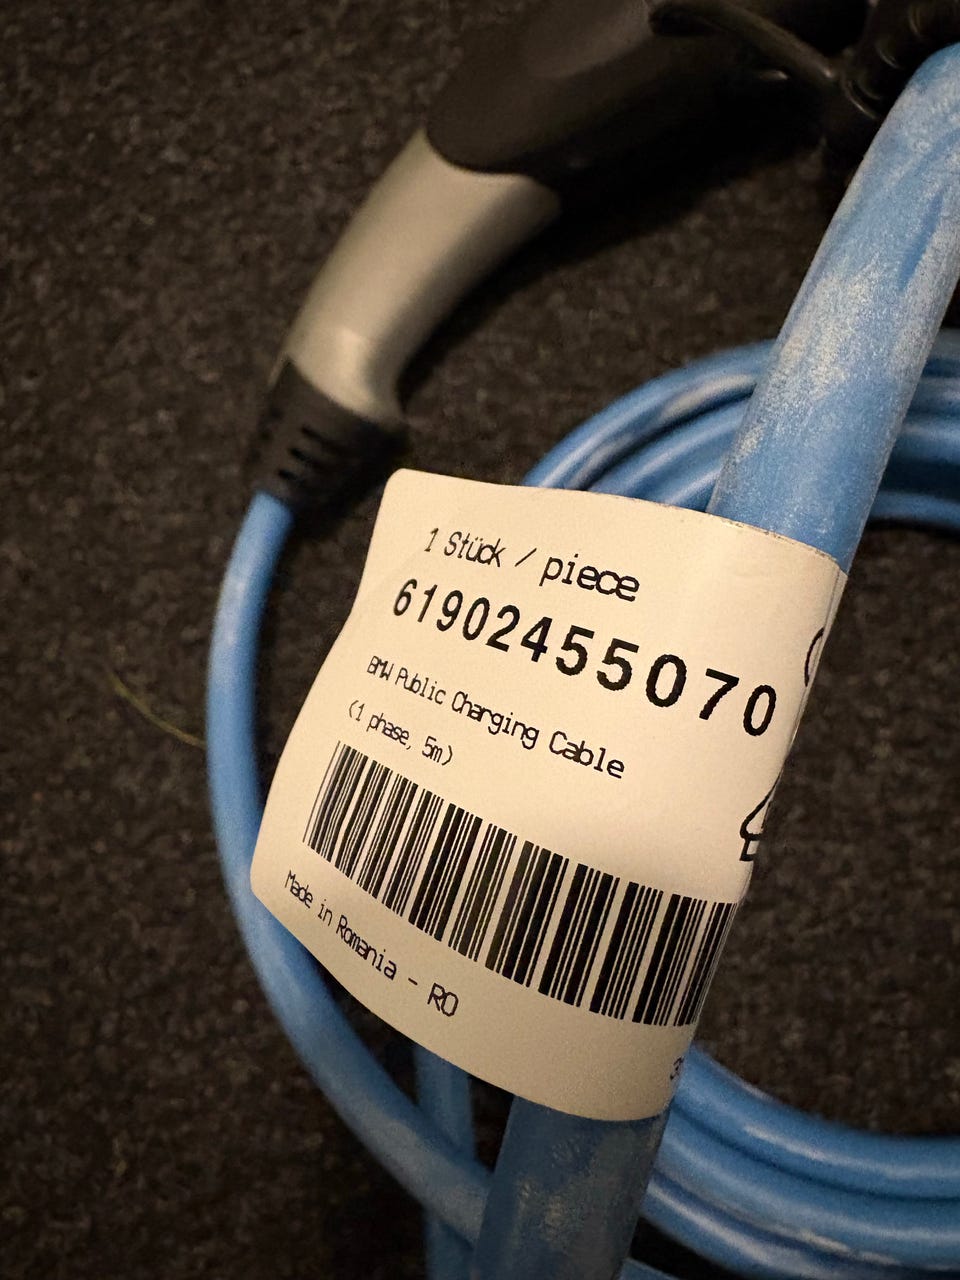 1 Stück / piece
61902455070
BMW Public Charging Cable
(1 phase, 5m)
Made in Romania - RO